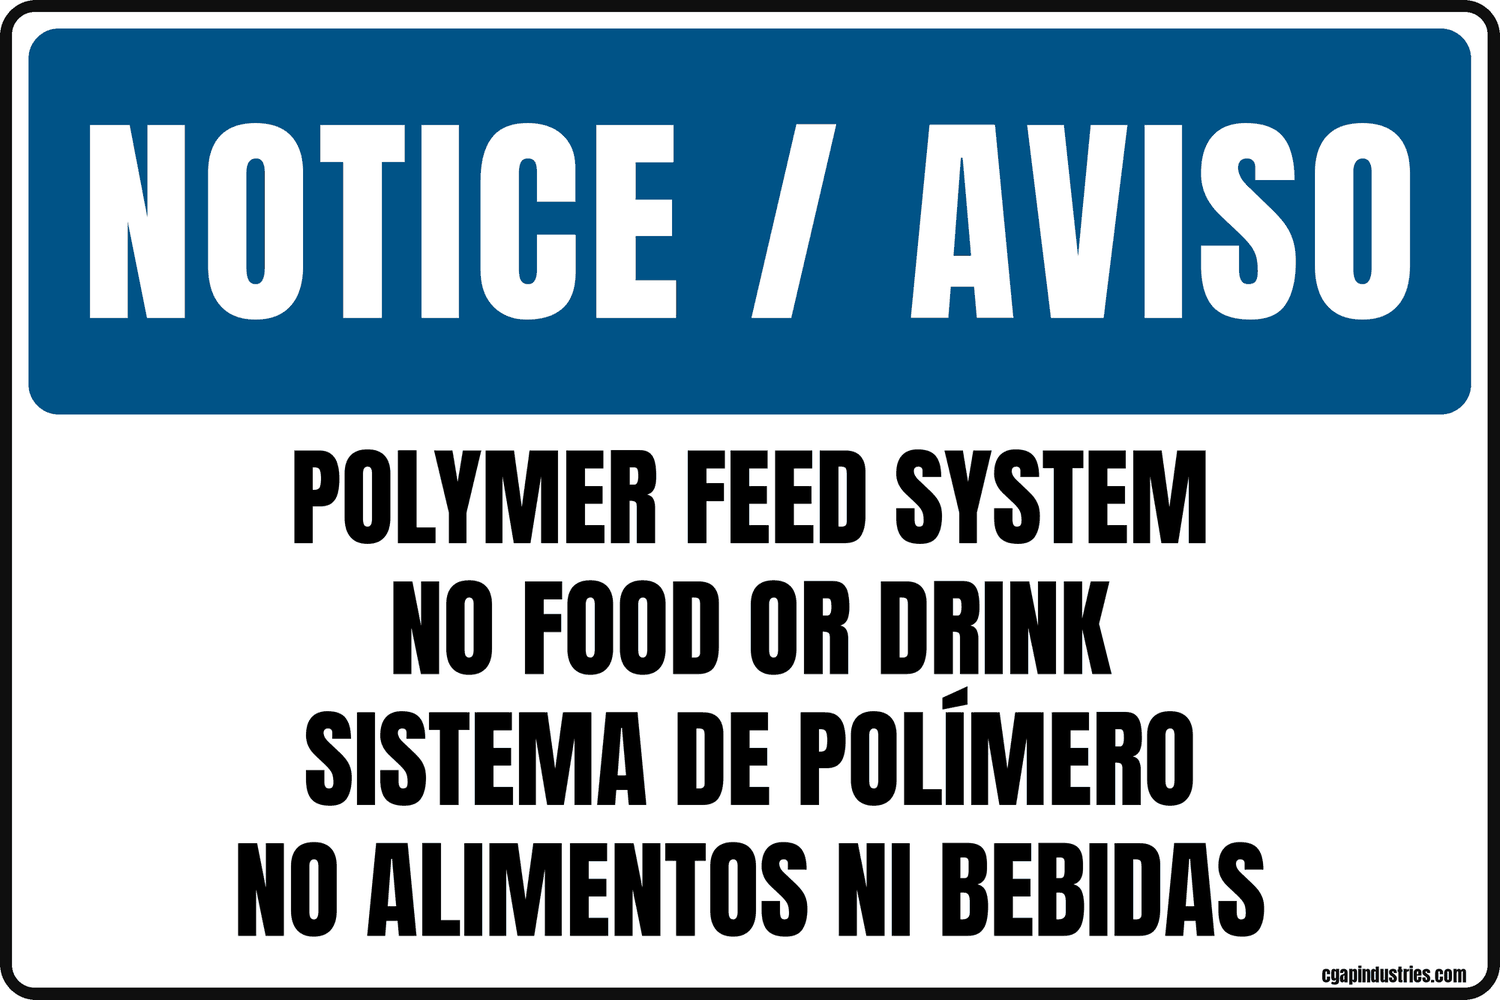 NOTICE / AVISO
POLYMER FEED SYSTEM
NO FOOD OR DRINK
SISTEMA DE POLÍMERO
NO ALIMENTOS NI BEBIDAS
cgapindustries.com